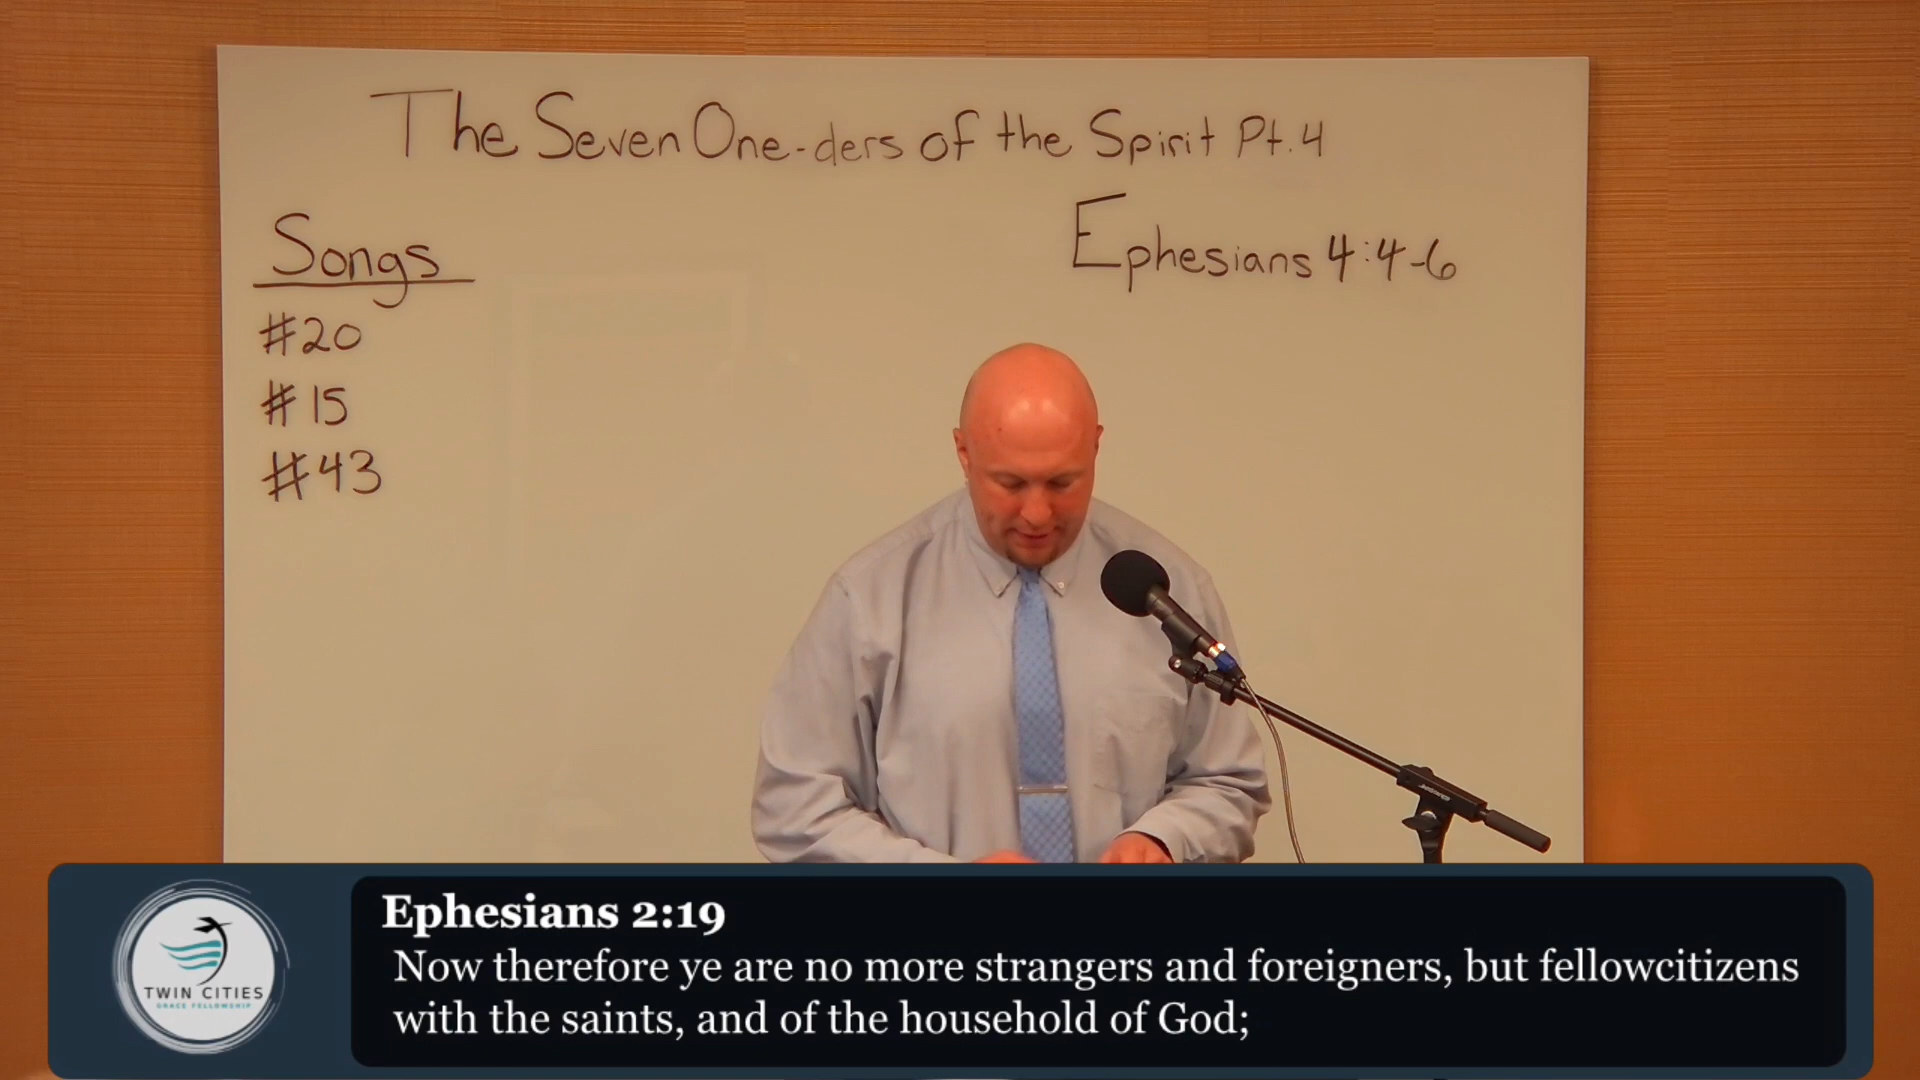 The Seven One-ders of the Spirit Pt.4
Songs
Ephesians 4:4-6
#20
#15
#43
Ephesians 2:19
Now therefore ye are no more strangers and foreigners, but fellowcitizens
with the saints, and of the household of God;
TWIN CITIES
GRACE FELLOWSHIP